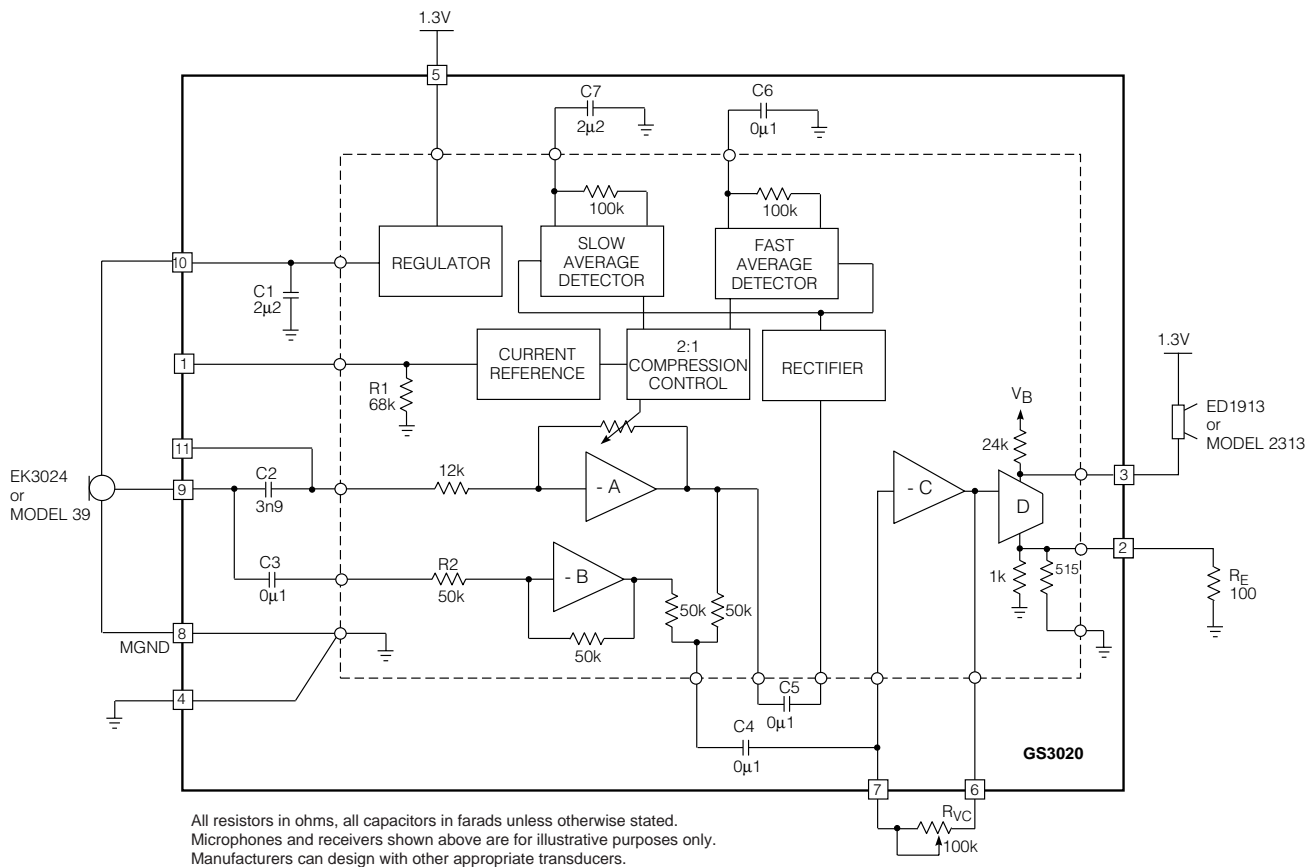 1.3V
5
C7
2µ2
C6
0µ1
100k
100k
REGULATOR
SLOW
AVERAGE
DETECTOR
FAST
AVERAGE
DETECTOR
10
C1
2µ2
1
R1
68k
CURRENT
REFERENCE
2:1
COMPRESSION
CONTROL
RECTIFIER
1.3V
VB
24k
ED1913
or
MODEL 2313
11
EK3024
or
MODEL 39
9
C2
3n9
12k
- A
- C
D
3
C3
0µ1
R2
50k
- B
50k
50k
50k
1k
515
2
RE
100
MGND
8
4
C5
0µ1
C4
0µ1
GS3020
7
6
RVC
100k
All resistors in ohms, all capacitors in farads unless otherwise stated.
Microphones and receivers shown above are for illustrative purposes only.
Manufacturers can design with other appropriate transducers.